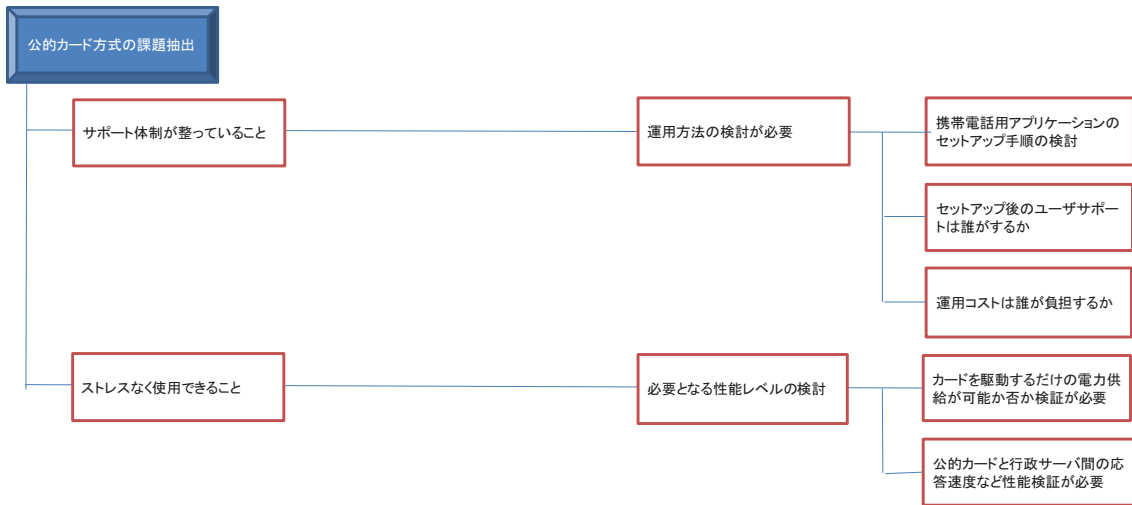 公的カード方式の課題抽出
サポート体制が整っていること
運用方法の検討が必要
携帯電話用アプリケーションの
セットアップ手順の検討
セットアップ後のユーザサポー
トは誰がするか
運用コストは誰が負担するか
ストレスなく使用できること
必要となる性能レベルの検討
カードを駆動するだけの電力供
給が可能か否か検証が必要
公的カードと行政サーバ間の応
答速度など性能検証が必要